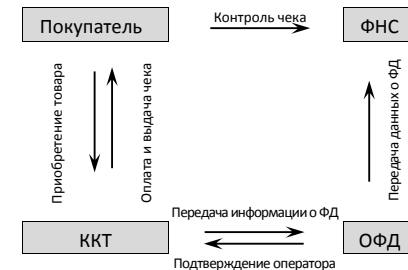 Покупатель
Контроль чека
ФНС
Приобретение товара
Оплата и выдача чека
Передача данных о ФД
Передача информации о ФД
ККТ
ОФД
Подтверждение оператора